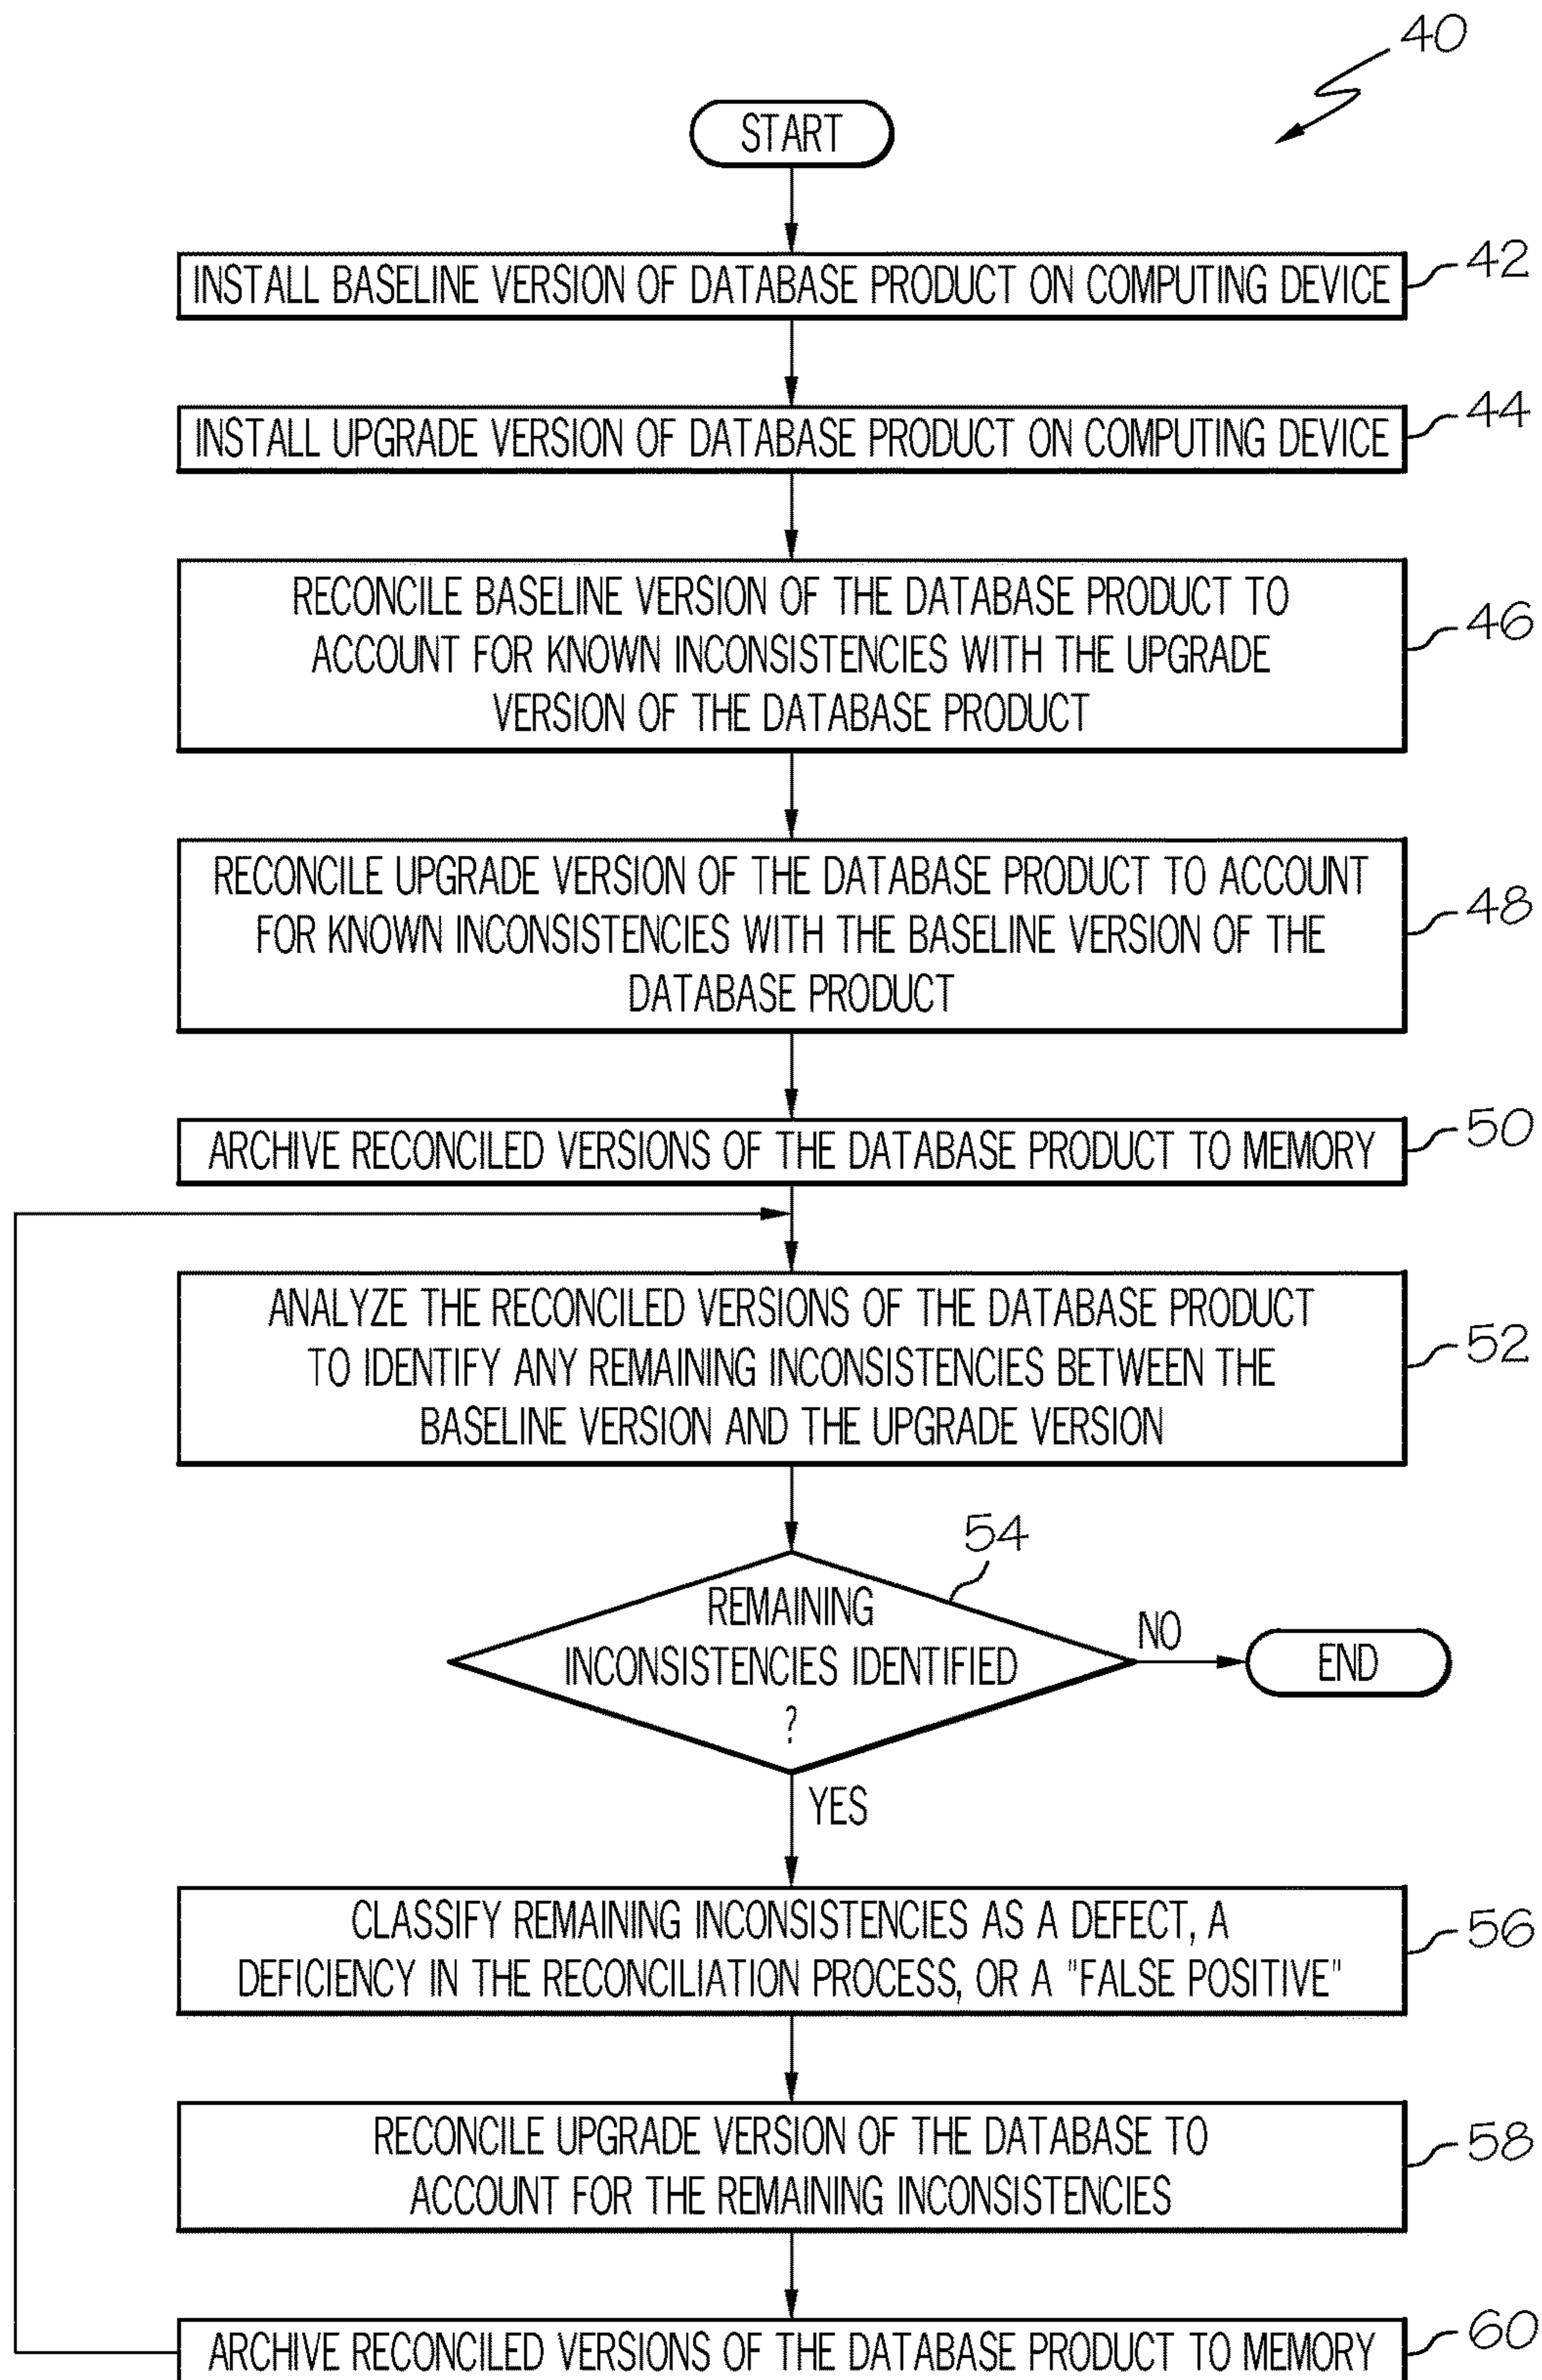 40
START
INSTALL BASELINE VERSION OF DATABASE PRODUCT ON COMPUTING DEVICE
42
INSTALL UPGRADE VERSION OF DATABASE PRODUCT ON COMPUTING DEVICE
44
RECONCILE BASELINE VERSION OF THE DATABASE PRODUCT TO
ACCOUNT FOR KNOWN INCONSISTENCIES WITH THE UPGRADE
VERSION OF THE DATABASE PRODUCT
46
RECONCILE UPGRADE VERSION OF THE DATABASE PRODUCT TO ACCOUNT
FOR KNOWN INCONSISTENCIES WITH THE BASELINE VERSION OF THE
DATABASE PRODUCT
48
ARCHIVE RECONCILED VERSIONS OF THE DATABASE PRODUCT TO MEMORY
50
ANALYZE THE RECONCILED VERSIONS OF THE DATABASE PRODUCT
TO IDENTIFY ANY REMAINING INCONSISTENCIES BETWEEN THE
BASELINE VERSION AND THE UPGRADE VERSION
52
54
REMAINING
INCONSISTENCIES IDENTIFIED
?
NO
END
YES
CLASSIFY REMAINING INCONSISTENCIES AS A DEFECT, A
DEFICIENCY IN THE RECONCILIATION PROCESS, OR A "FALSE POSITIVE"
56
RECONCILE UPGRADE VERSION OF THE DATABASE TO
ACCOUNT FOR THE REMAINING INCONSISTENCIES
58
ARCHIVE RECONCILED VERSIONS OF THE DATABASE PRODUCT TO MEMORY
60